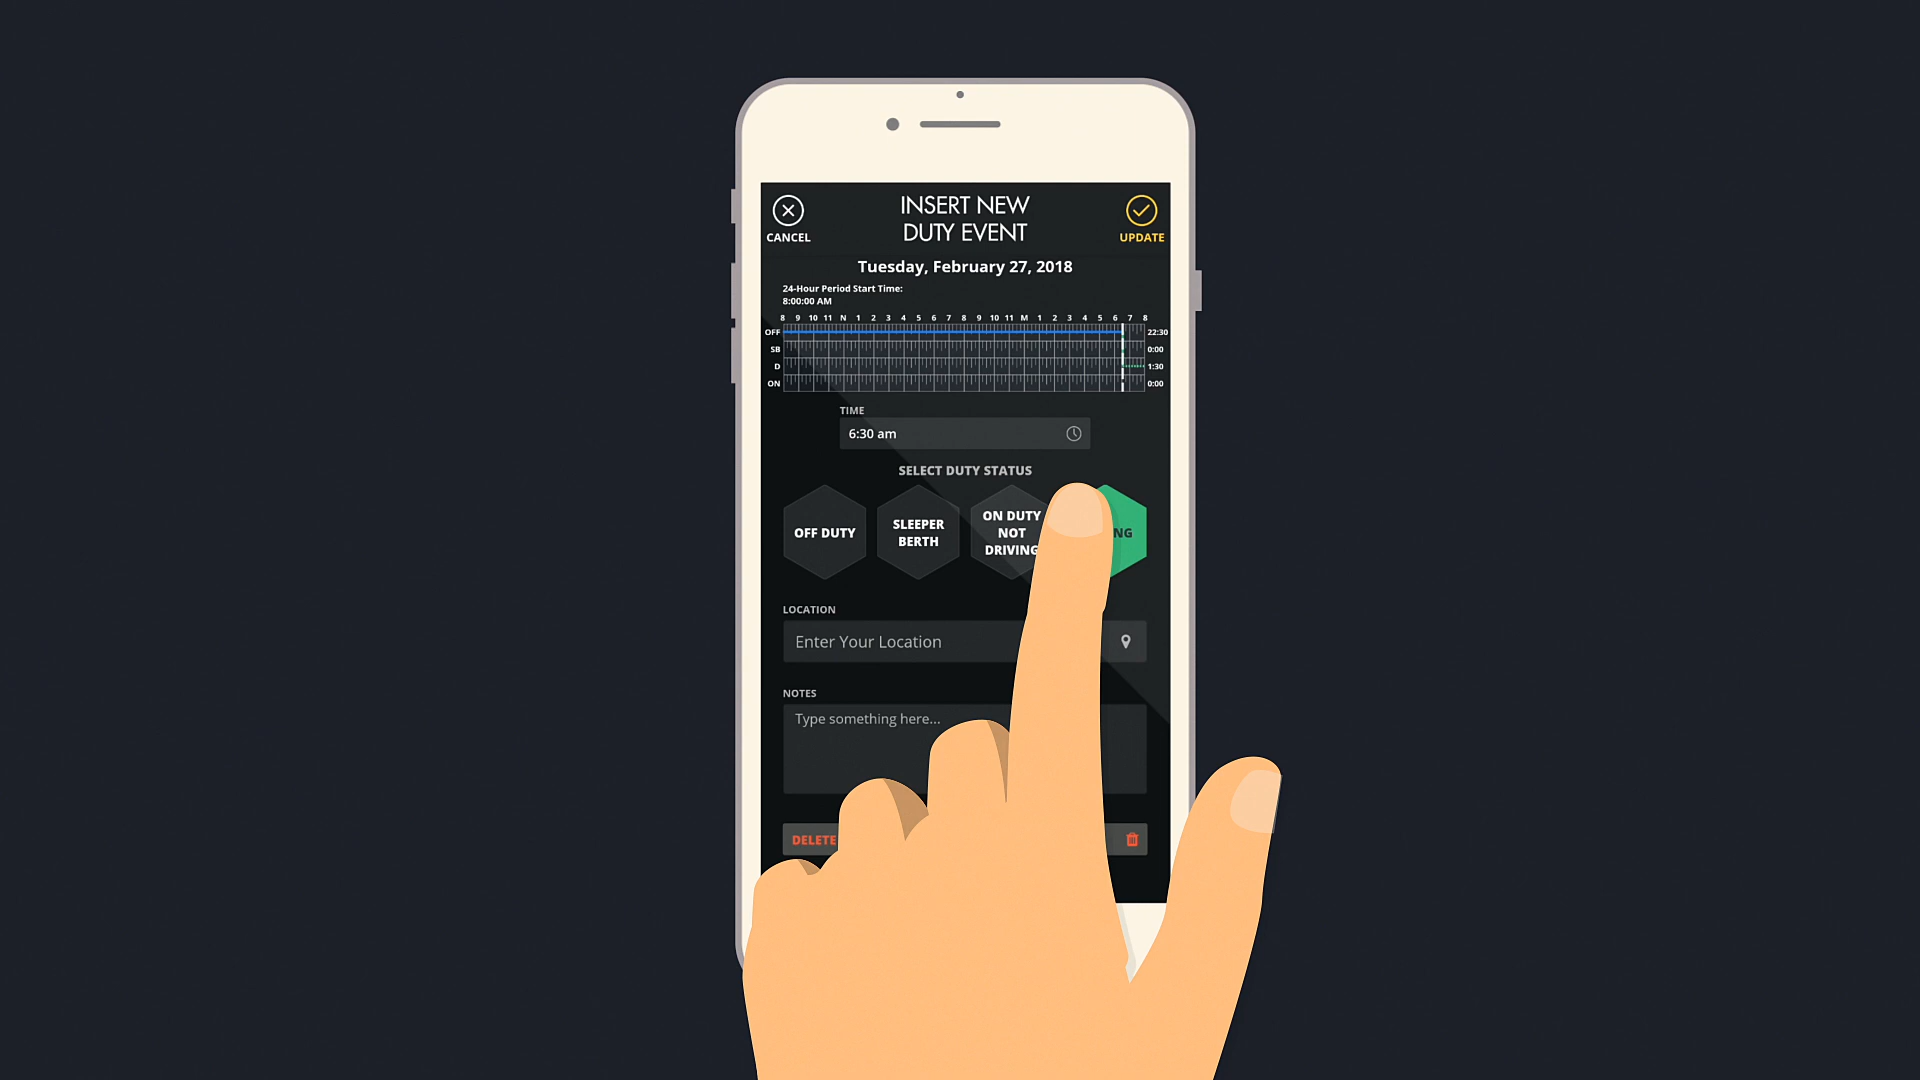 INSERT NEW
DUTY EVENT
CANCEL
UPDATE
Tuesday, February 27, 2018
24-Hour Period Start Time:
8:00:00 AM
8 9 10 11 N 1 2 3 4 5 6 7 8 9 10 11 M 1 2 3 4 5 6 7 8
OFF 22:30
SB 0:00
D 1:30
ON 0:00
TIME
6:30 am
SELECT DUTY STATUS
OFF DUTY
SLEEPER
BERTH
ON DUTY
NOT
DRIVING
NG
LOCATION
Enter Your Location
NOTES
Type something here...
DELETE